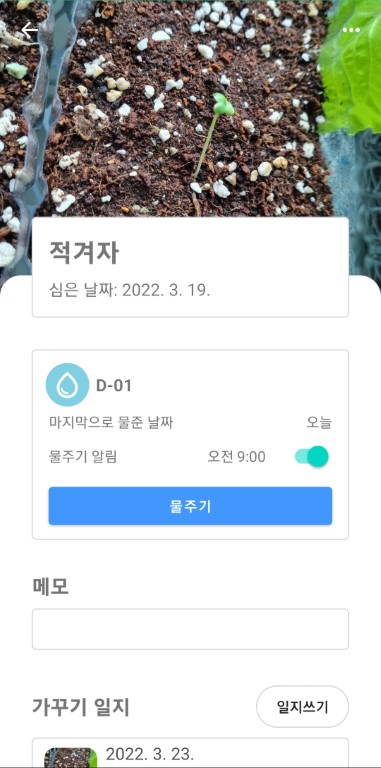 적겨자
심은 날짜: 2022. 3. 19.
D-01
마지막으로 물준 날짜 오늘
물주기 알림 오전 9:00
물주기
메모
가꾸기 일지 일지쓰기
2022. 3. 23.